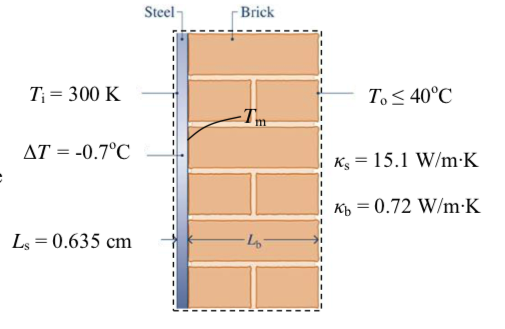 Steel
Brick
Tᵢ = 300 K
Tₒ ≤ 40°C
Tₘ
ΔT = -0.7°C
κₛ = 15.1 W/m·K
e
κ_b = 0.72 W/m·K
Lₛ = 0.635 cm
L_b